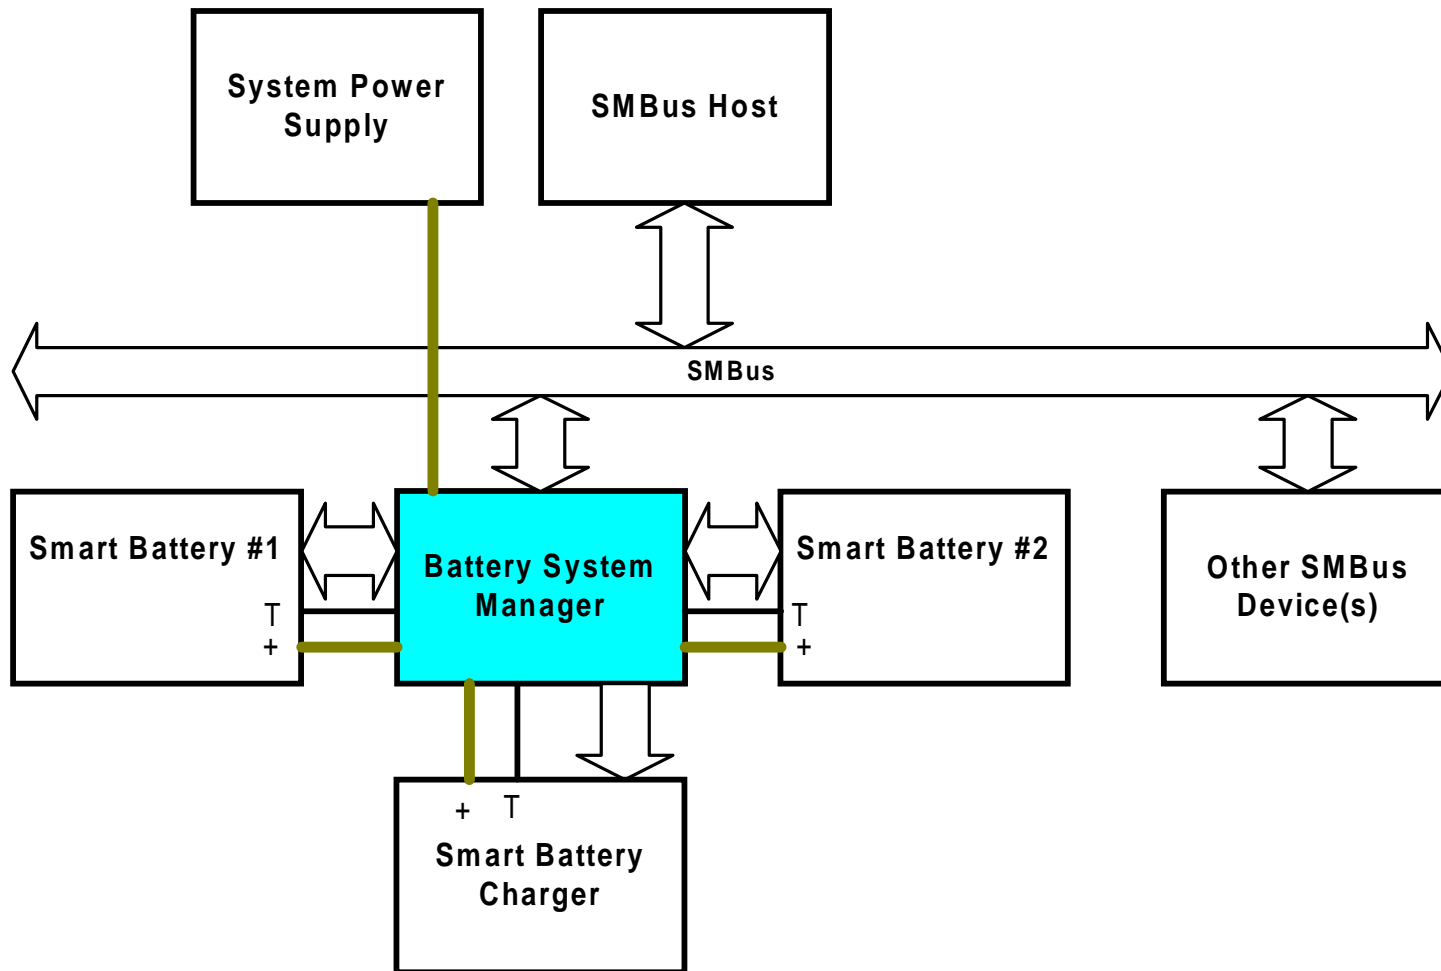 System Power
Supply
SMBus Host
SMBus
Smart Battery #1
T
+
Battery System
Manager
Smart Battery #2
T
+
Other SMBus
Device(s)
+ T
Smart Battery
Charger